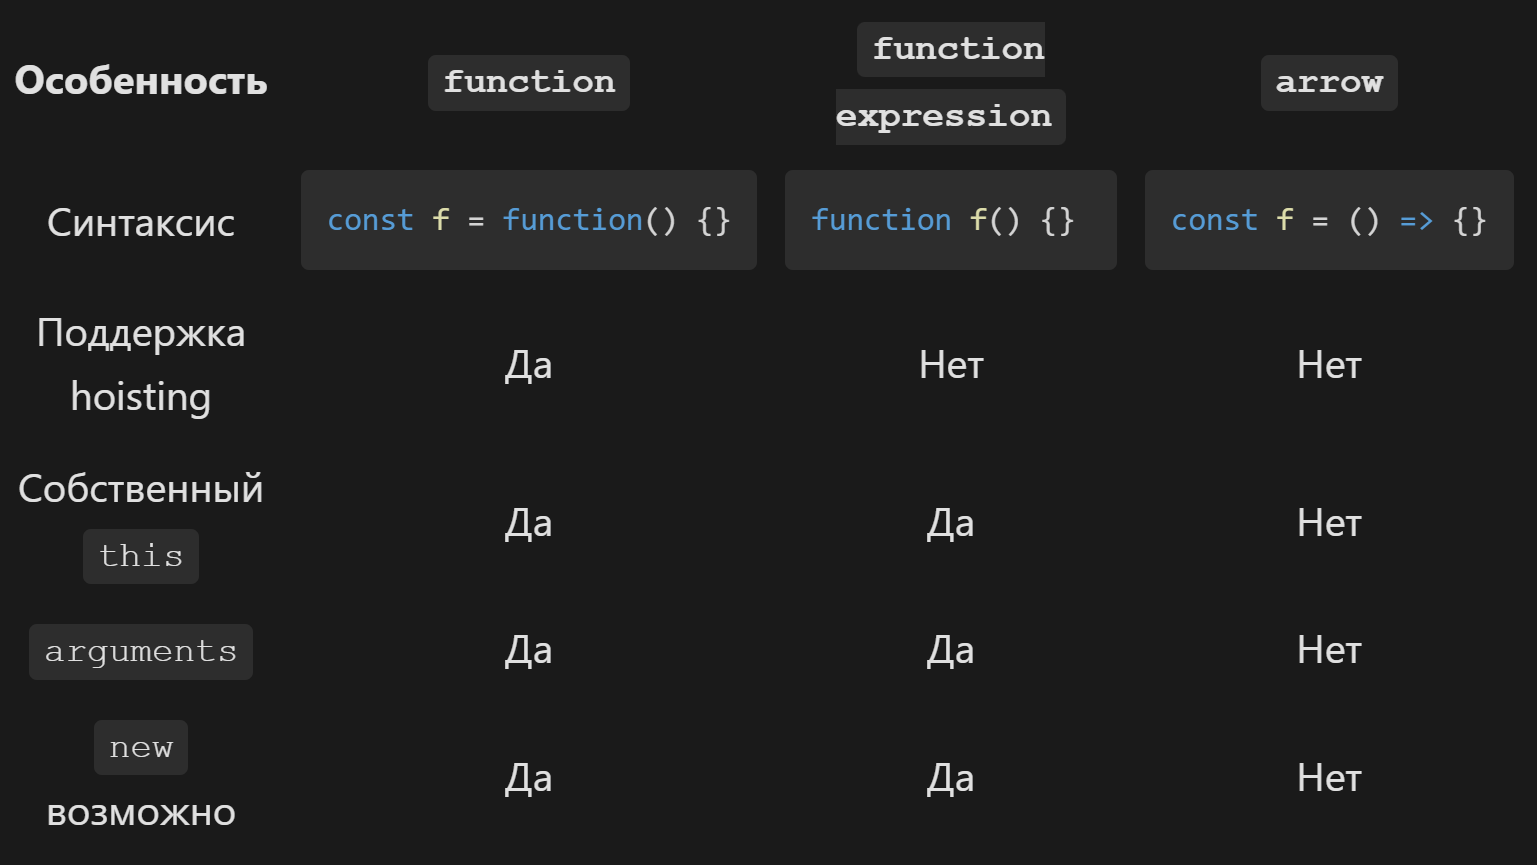 Особенность function function expression arrow
Синтаксис const f = function() {} function f() {} const f = () => {}
Поддержка hoisting Да Нет Нет
Собственный this Да Да Нет
arguments Да Да Нет
new возможно Да Да Нет